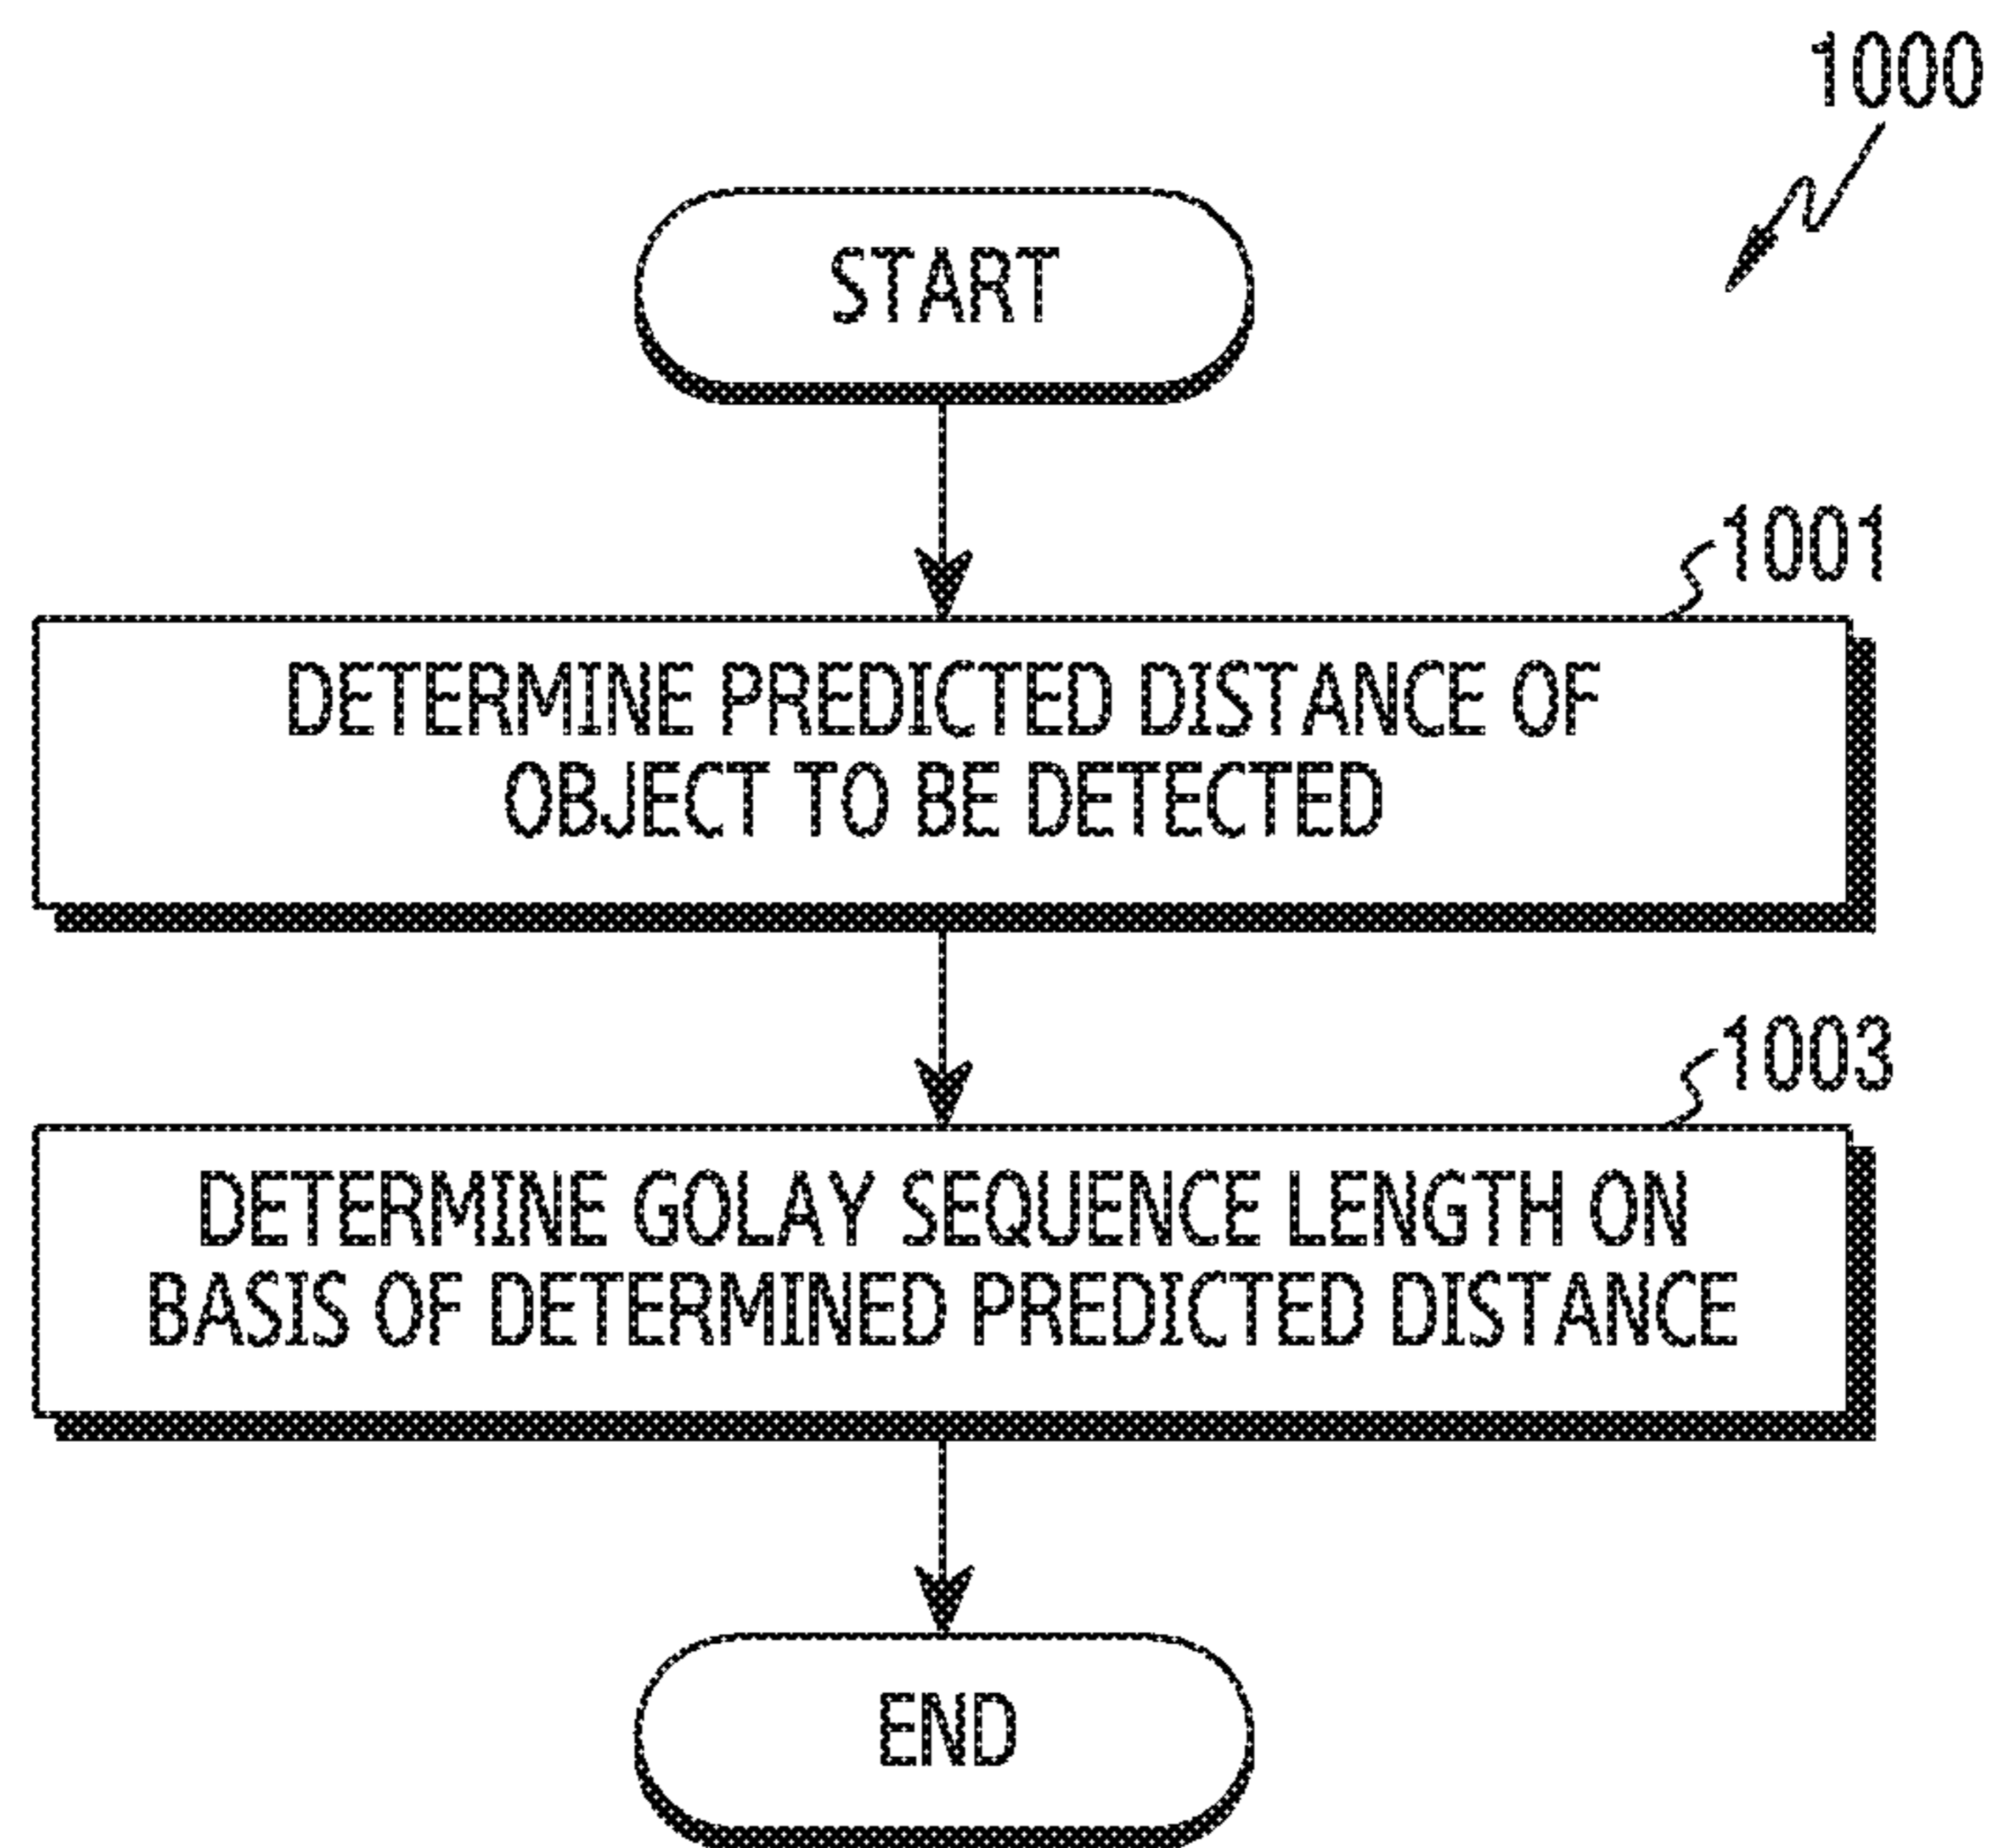 1000
START
1001
DETERMINE PREDICTED DISTANCE OF
OBJECT TO BE DETECTED
1003
DETERMINE GOLAY SEQUENCE LENGTH ON
BASIS OF DETERMINED PREDICTED DISTANCE
END